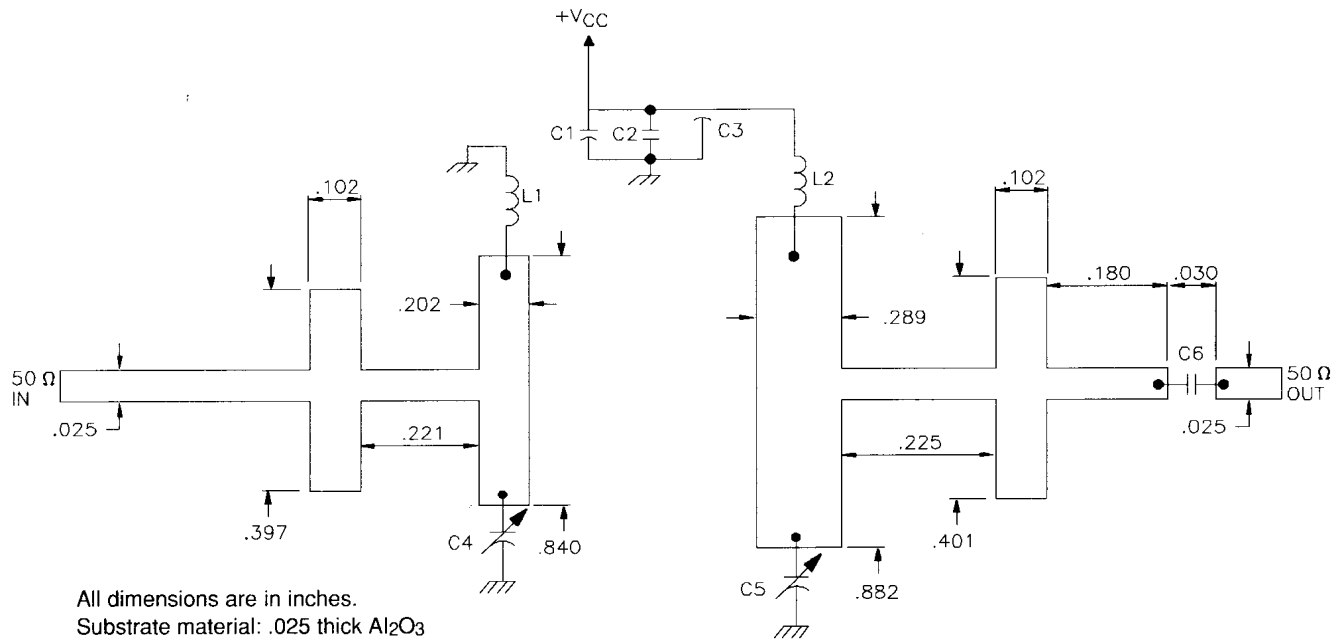 +VCC
C1
C2
C3
L1
L2
.102
.102
.180
.030
.202
.289
C6
50 Ω
IN
50 Ω
OUT
.025
.025
.221
.225
.397
C4
.840
.401
C5
.882
All dimensions are in inches.
Substrate material: .025 thick Al2O3